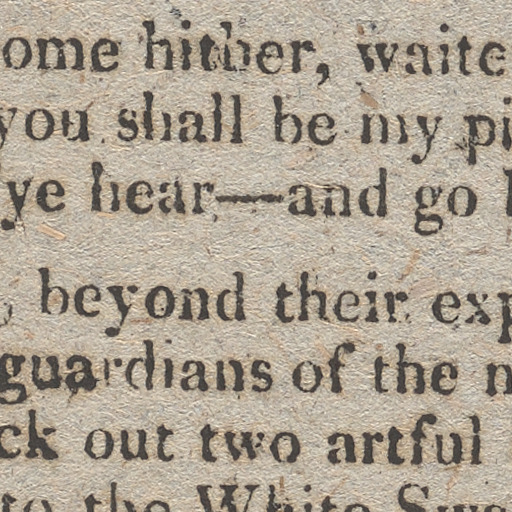 ome hither, waite
you shall be my pi
ye hear—and go
beyond their exp
guardians of the n
ck out two artful
to the White Swa